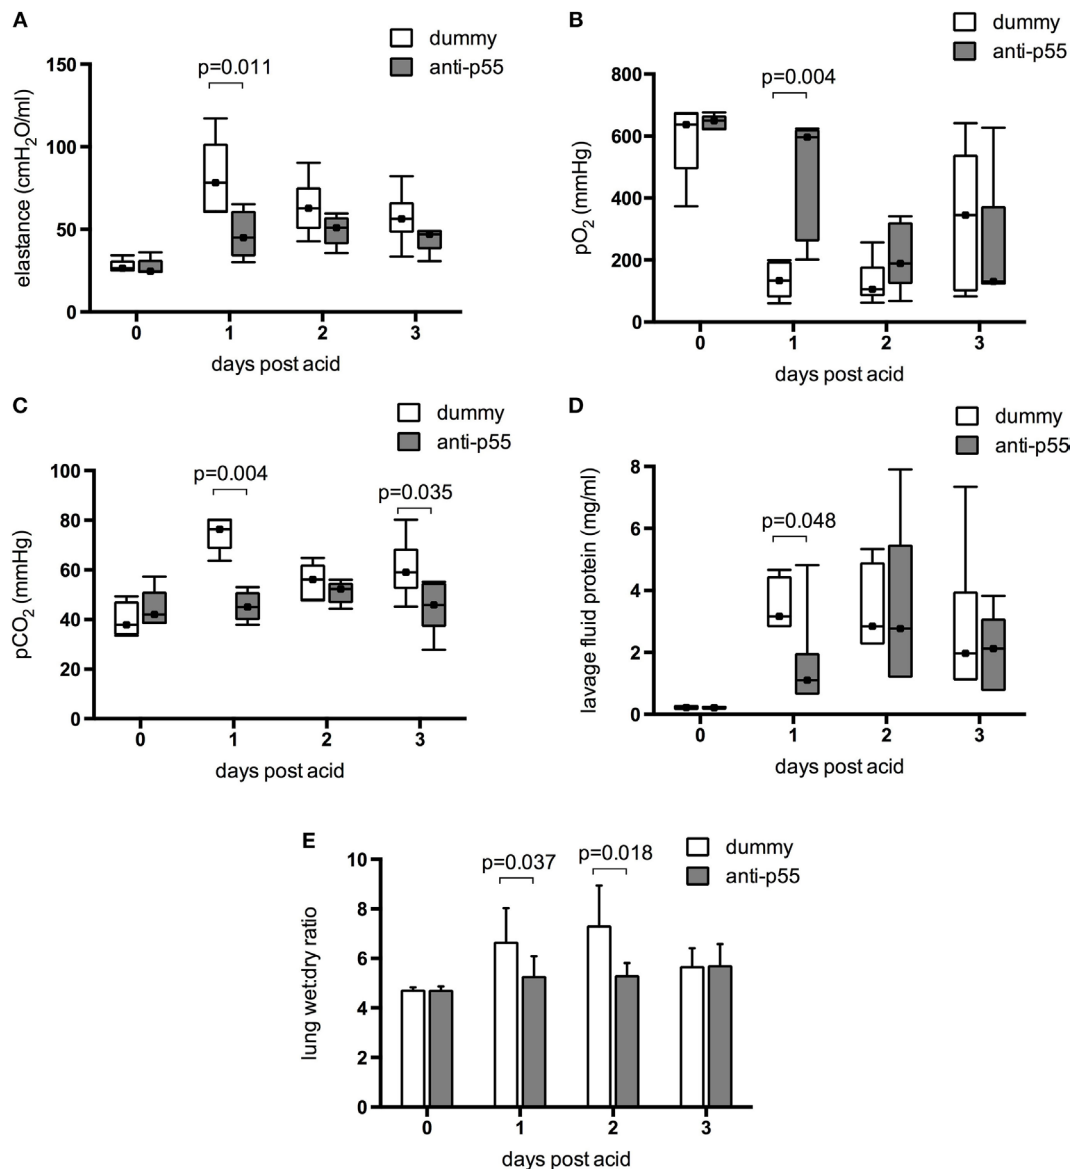 A
dummy
anti-p55
p=0.011
150
100
50
0
elastance (cmH2O/ml)
0 1 2 3
days post acid
B
dummy
anti-p55
p=0.004
800
600
400
200
0
pO2 (mmHg)
0 1 2 3
days post acid
C
dummy
anti-p55
p=0.004
p=0.035
100
80
60
40
20
0
pCO2 (mmHg)
0 1 2 3
days post acid
D
dummy
anti-p55
p=0.048
8
6
4
2
0
lavage fluid protein (mg/ml)
0 1 2 3
days post acid
E
dummy
anti-p55
p=0.037
p=0.018
10
8
6
4
2
0
lung wet:dry ratio
0 1 2 3
days post acid